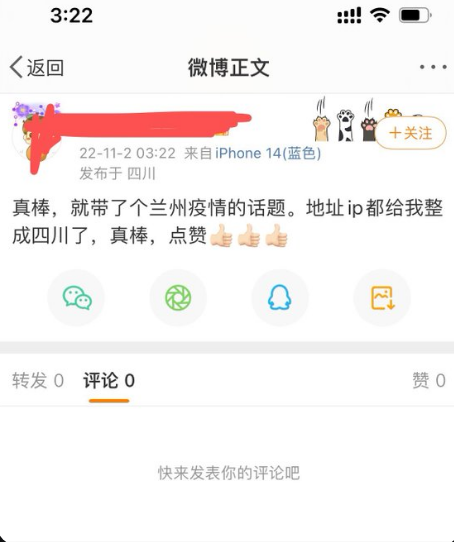 3:22
返回
微博正文
+关注
22-11-2 03:22 来自iPhone 14(蓝色)
发布于 四川
真棒，就带了个兰州疫情的话题。地址ip都给我整
成四川了，真棒，点赞👍🏻👍🏻👍🏻
转发 0 评论 0 赞 0
快来发表你的评论吧